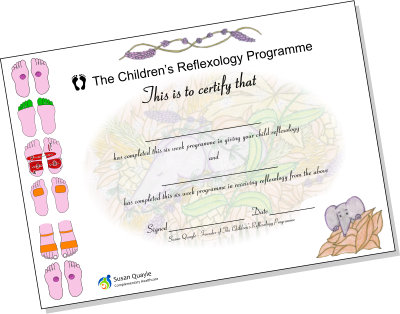 The Children's Reflexology Programme
This is to certify that
has completed this six week programme in giving your child reflexology
and
has completed this six week programme in receiving reflexology from the above
Signed Date
Susan Quayle - Founder of The Children's Reflexology Programme
Susan Quayle
Complementary Healthcare